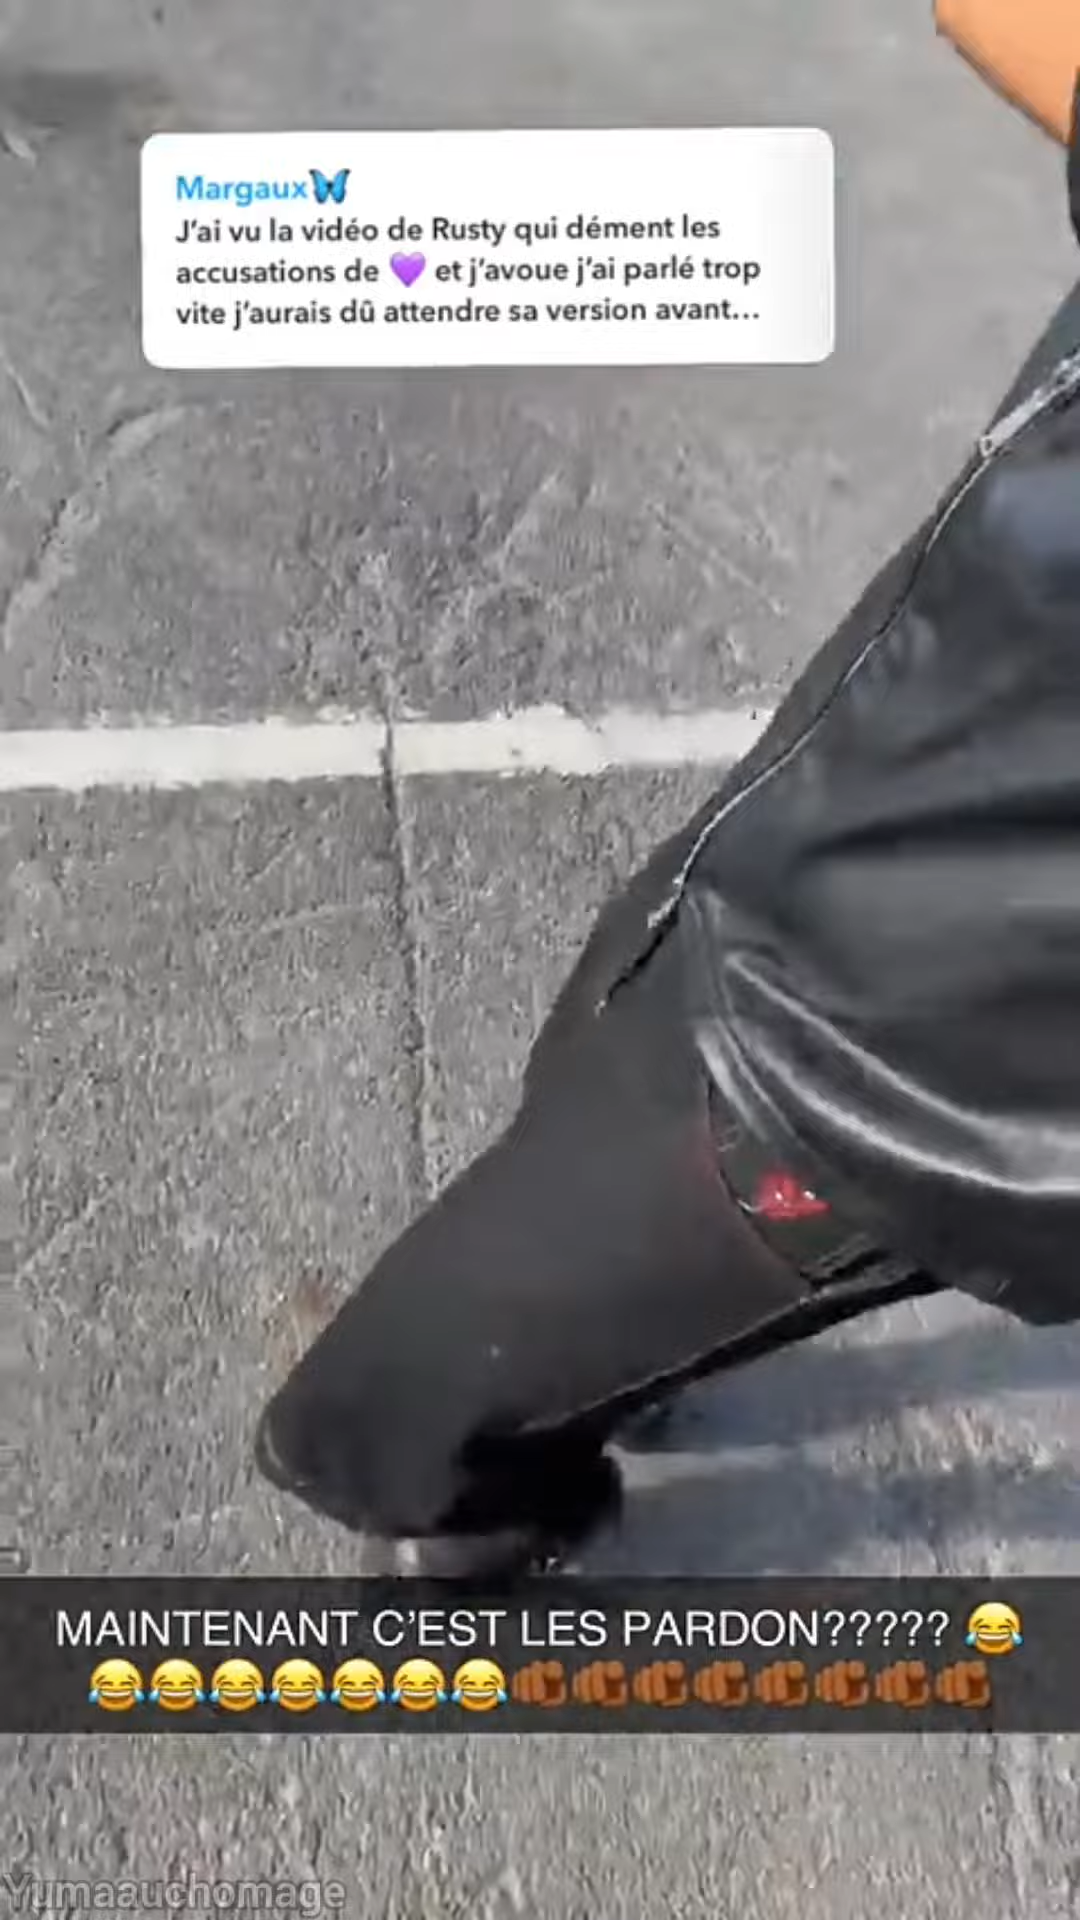 Margaux🦋
J'ai vu la vidéo de Rusty qui dément les
accusations de 💜 et j'avoue j'ai parlé trop
vite j'aurais dû attendre sa version avant...
MAINTENANT C'EST LES PARDON????? 😂
😂😂😂😂😂😂😂🫵🏾🫵🏾🫵🏾🫵🏾🫵🏾🫵🏾🫵🏾🫵🏾
Yumaauchomage